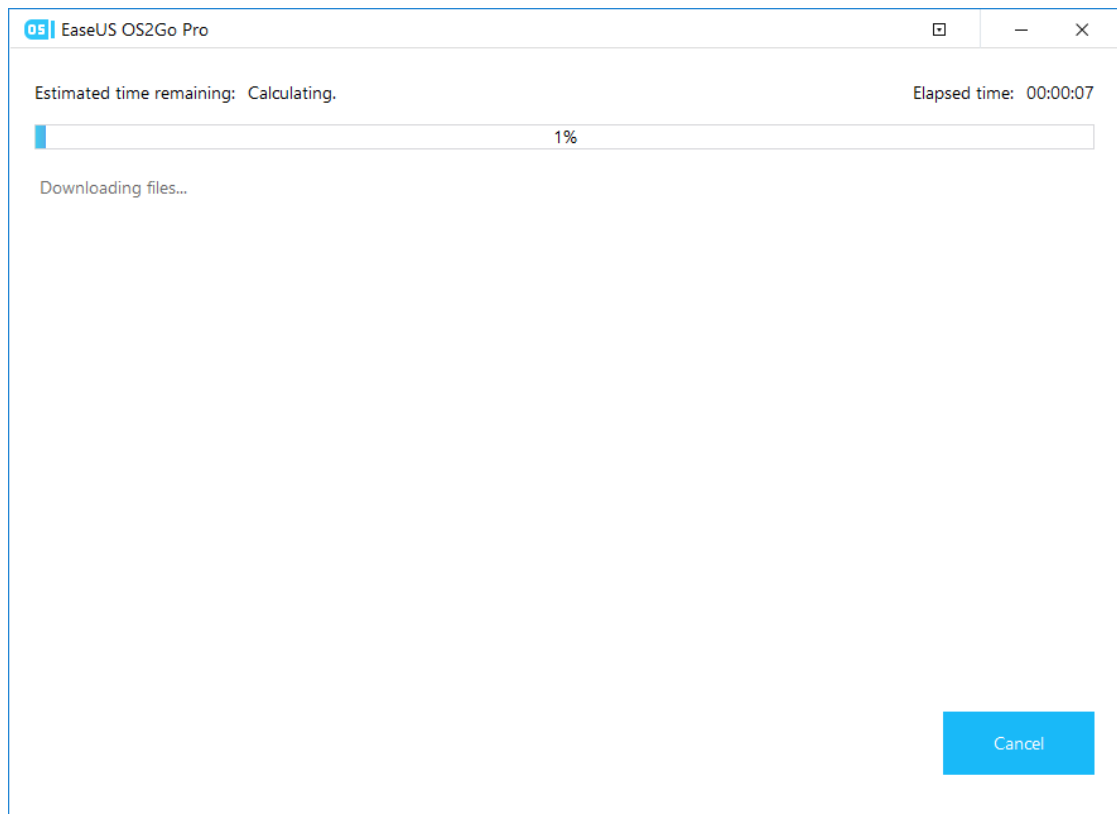 OS EaseUS OS2Go Pro
Estimated time remaining: Calculating. Elapsed time: 00:00:07
1%
Downloading files...
Cancel